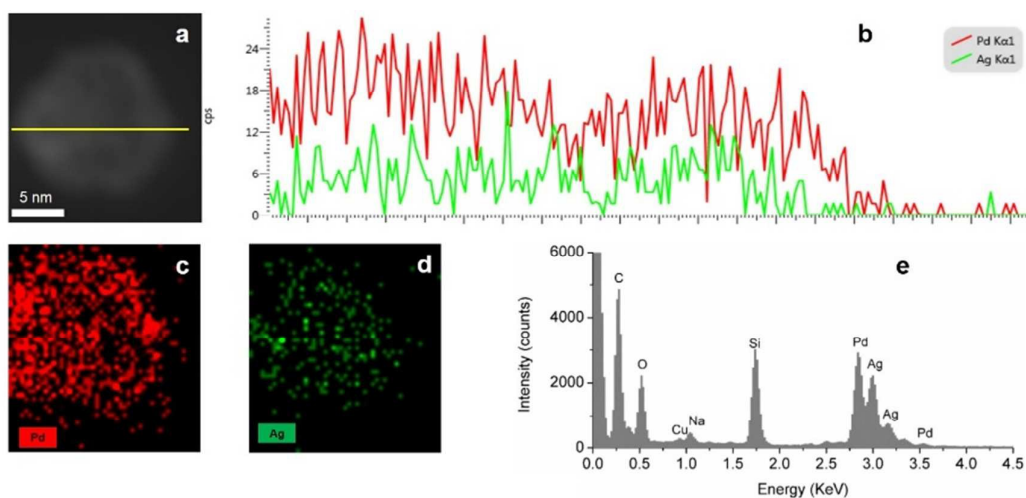 a
5 nm
b
cps
24
18
12
6
0
Pd Kα1
Ag Kα1
c
Pd
d
Ag
e
Intensity (counts)
6000
4000
2000
0
C
O
Cu
Na
Si
Pd
Ag
Ag
Pd
0.0 0.5 1.0 1.5 2.0 2.5 3.0 3.5 4.0 4.5
Energy (KeV)